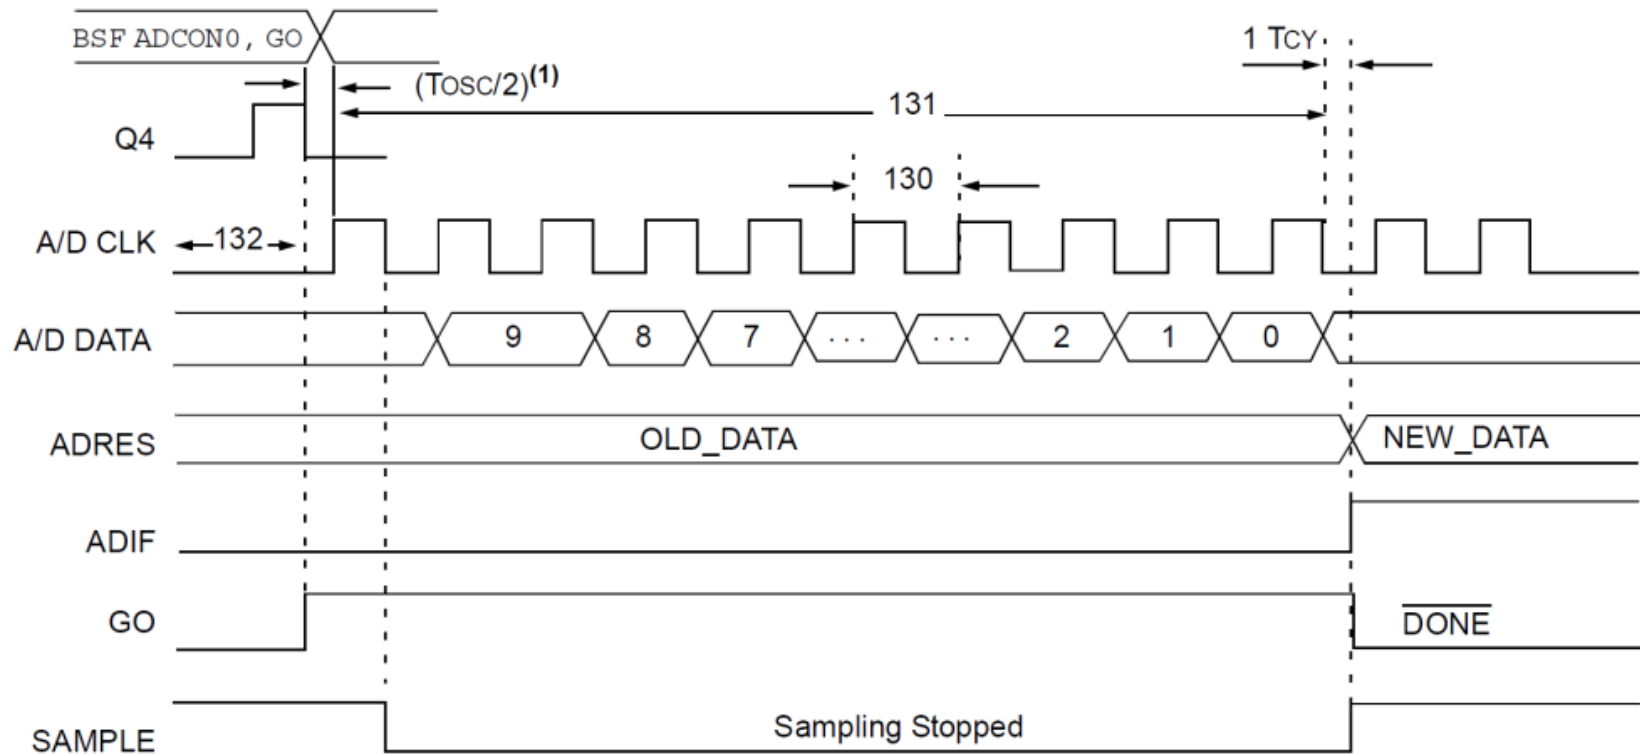 BSF ADCON0, GO
1 TCY
(TOSC/2)(1)
131
Q4
130
A/D CLK
132
A/D DATA
9 8 7 ... ... 2 1 0
ADRES
OLD_DATA
NEW_DATA
ADIF
GO
DONE
SAMPLE
Sampling Stopped